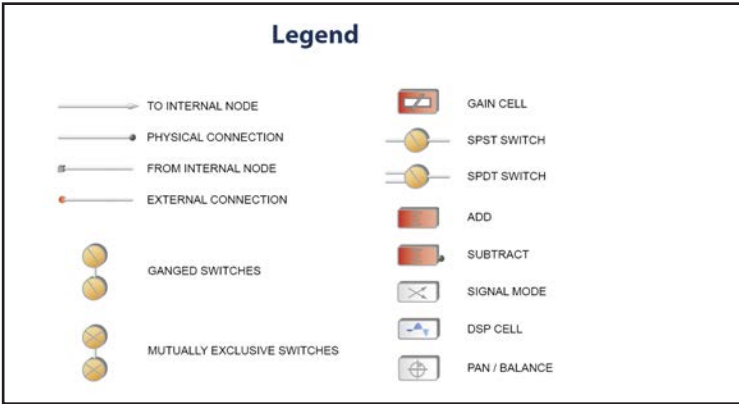 Legend
TO INTERNAL NODE
PHYSICAL CONNECTION
FROM INTERNAL NODE
EXTERNAL CONNECTION
GANGED SWITCHES
MUTUALLY EXCLUSIVE SWITCHES
GAIN CELL
SPST SWITCH
SPDT SWITCH
ADD
SUBTRACT
SIGNAL MODE
DSP CELL
PAN / BALANCE